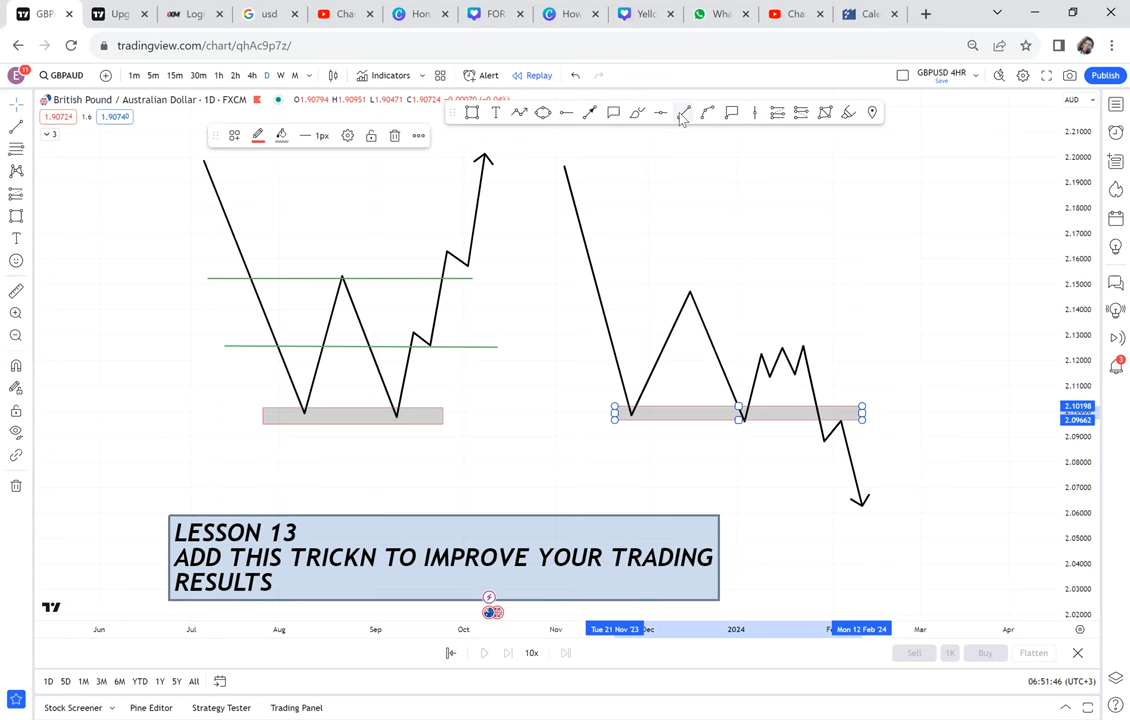 GBP
Upg
Logi
usd
Cha
Hon
FOR
How
Yello
Wha
Cha
Cale
tradingview.com/chart/qhAc9p7z/
E
11
GBPAUD
1m 5m 15m 30m 1h 2h 4h D W M
Indicators
Alert
Replay
GBPUSD 4HR
Save
Publish
British Pound / Australian Dollar · 1D · FXCM
O1.90794 H1.90951 L1.90471 C1.90724 −0.00070 (−0.04%)
AUD
1.90724 1.6 1.90740
3
1px
2.21000
2.20000
2.19000
2.18000
2.17000
2.16000
2.15000
2.14000
2.13000
2.12000
2.11000
2.10198
2.09662
2.09000
2.08000
2.07000
2.06000
2.05000
2.04000
2.03000
2.02000
3
LESSON 13
ADD THIS TRICKN TO IMPROVE YOUR TRADING
RESULTS
Jun Jul Aug Sep Oct Nov Tue 21 Nov '23 Dec 2024 Mon 12 Feb '24 Mar Apr
10x
Sell 1K Buy Flatten
1D 5D 1M 3M 6M YTD 1Y 5Y All
06:51:46 (UTC+3)
Stock Screener Pine Editor Strategy Tester Trading Panel